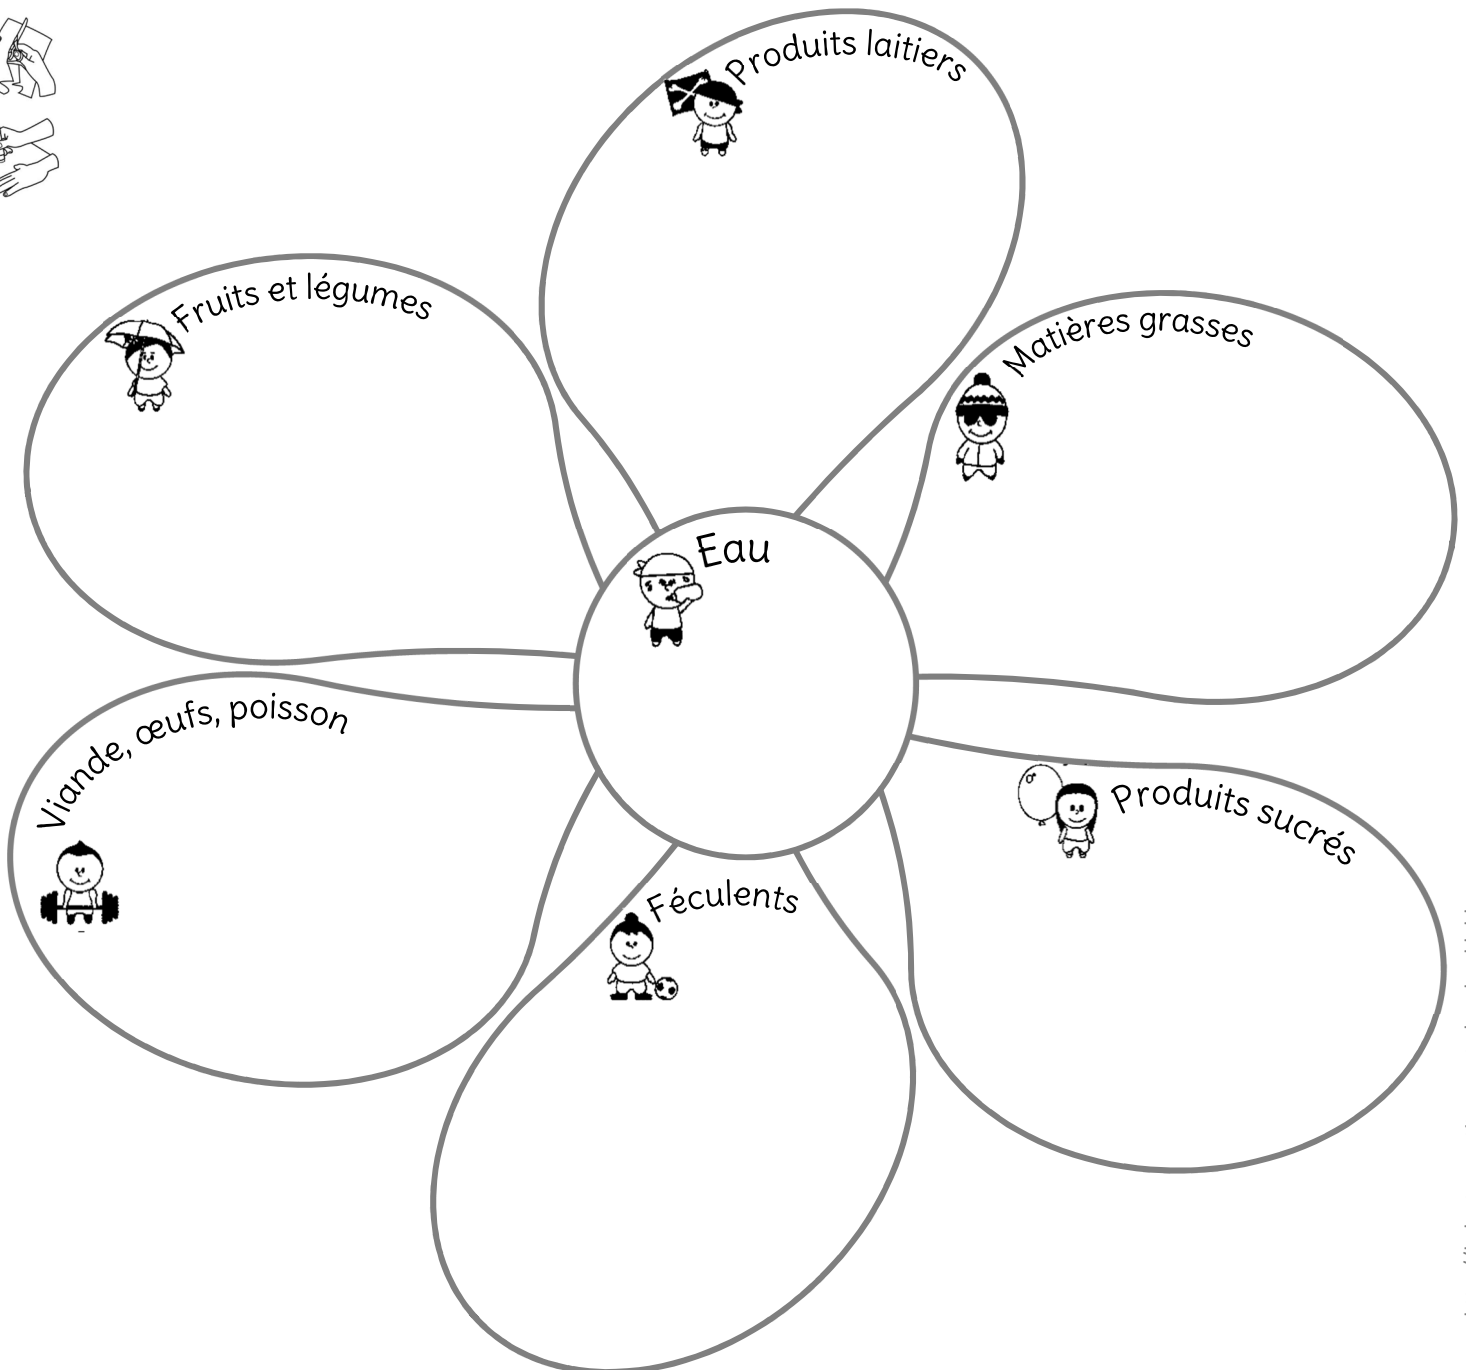 Produits laitiers
Fruits et légumes
Matières grasses
Eau
Viande, œufs, poisson
Produits sucrés
Féculents